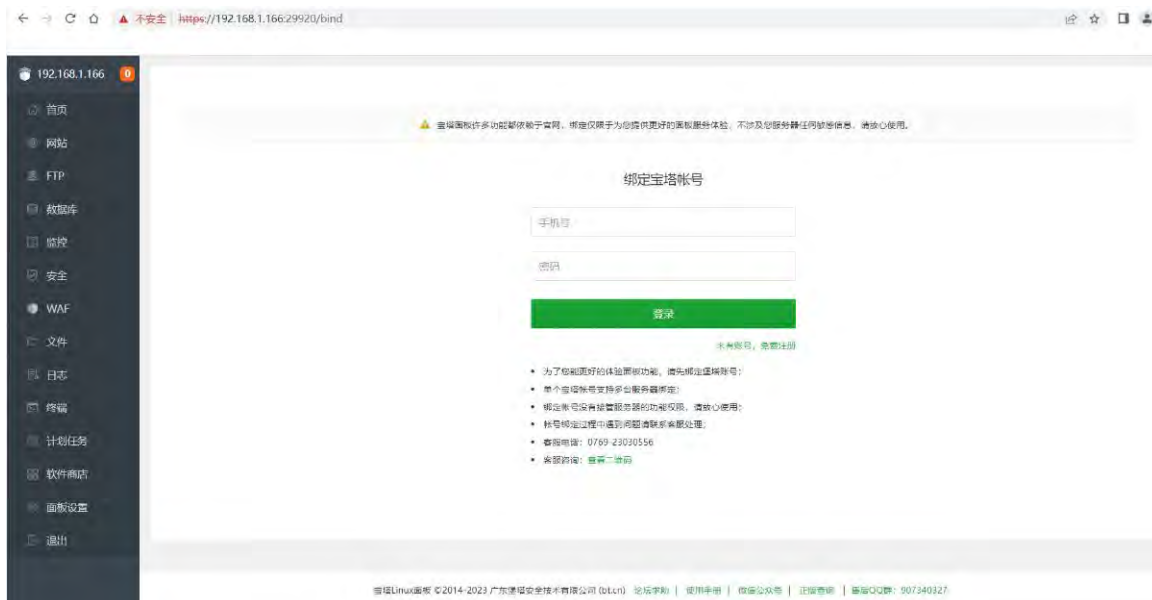 不安全 https://192.168.1.166:29920/bind
192.168.1.166 0
首页
网站
FTP
数据库
监控
安全
WAF
文件
日志
终端
计划任务
软件商店
面板设置
退出
宝塔面板许多功能都依赖于官网，绑定仅限于为您提供更好的面板服务体验，不涉及您服务器任何敏感信息，请放心使用。
绑定宝塔帐号
手机号
密码
登录
未有账号，免费注册
为了您能更好的体验面板功能，请先绑定堡塔账号；
单个宝塔帐号支持多台服务器绑定；
绑定帐号没有接管服务器的功能权限，请放心使用；
帐号绑定过程中遇到问题请联系客服处理；
客服电话：0769-23030556
客服咨询：查看二维码
宝塔Linux面板 ©2014-2023 广东堡塔安全技术有限公司 (bt.cn) 论坛求助 | 使用手册 | 微信公众号 | 正版查询 | 售后QQ群：907340327